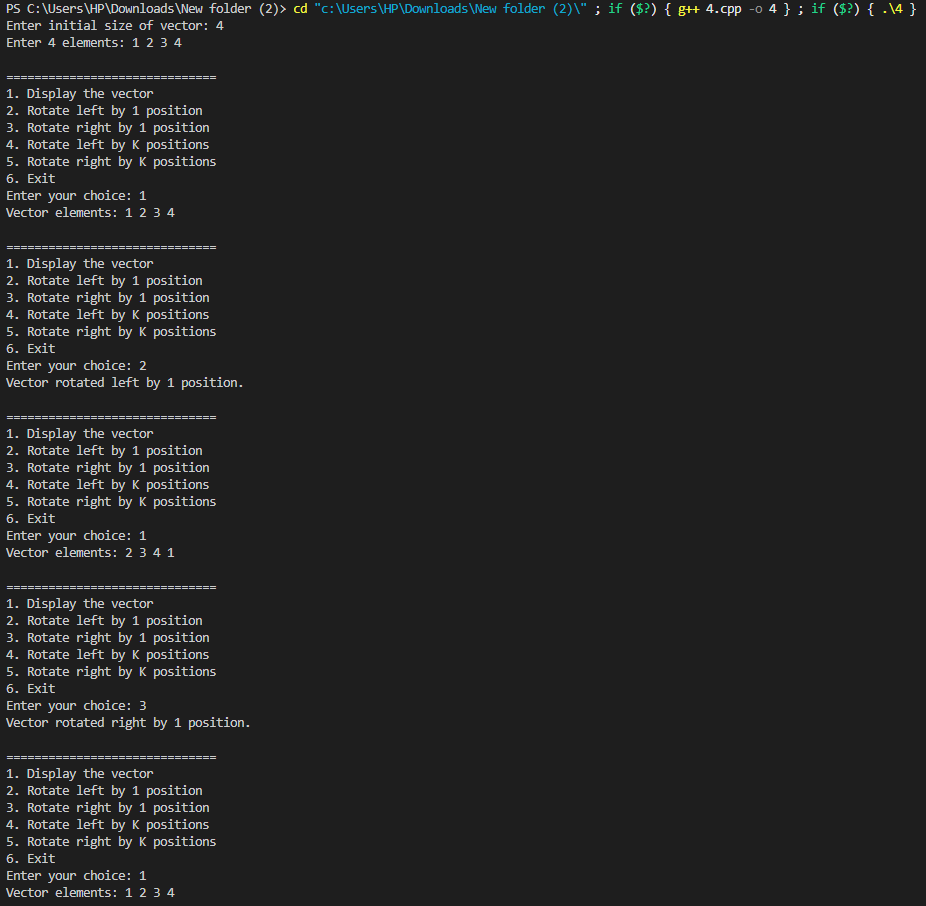 PS C:\Users\HP\Downloads\New folder (2)> cd "c:\Users\HP\Downloads\New folder (2)\" ; if ($?) { g++ 4.cpp -o 4 } ; if ($?) { .\4 }
Enter initial size of vector: 4
Enter 4 elements: 1 2 3 4

==============================
1. Display the vector
2. Rotate left by 1 position
3. Rotate right by 1 position
4. Rotate left by K positions
5. Rotate right by K positions
6. Exit
Enter your choice: 1
Vector elements: 1 2 3 4

==============================
1. Display the vector
2. Rotate left by 1 position
3. Rotate right by 1 position
4. Rotate left by K positions
5. Rotate right by K positions
6. Exit
Enter your choice: 2
Vector rotated left by 1 position.

==============================
1. Display the vector
2. Rotate left by 1 position
3. Rotate right by 1 position
4. Rotate left by K positions
5. Rotate right by K positions
6. Exit
Enter your choice: 1
Vector elements: 2 3 4 1

==============================
1. Display the vector
2. Rotate left by 1 position
3. Rotate right by 1 position
4. Rotate left by K positions
5. Rotate right by K positions
6. Exit
Enter your choice: 3
Vector rotated right by 1 position.

==============================
1. Display the vector
2. Rotate left by 1 position
3. Rotate right by 1 position
4. Rotate left by K positions
5. Rotate right by K positions
6. Exit
Enter your choice: 1
Vector elements: 1 2 3 4